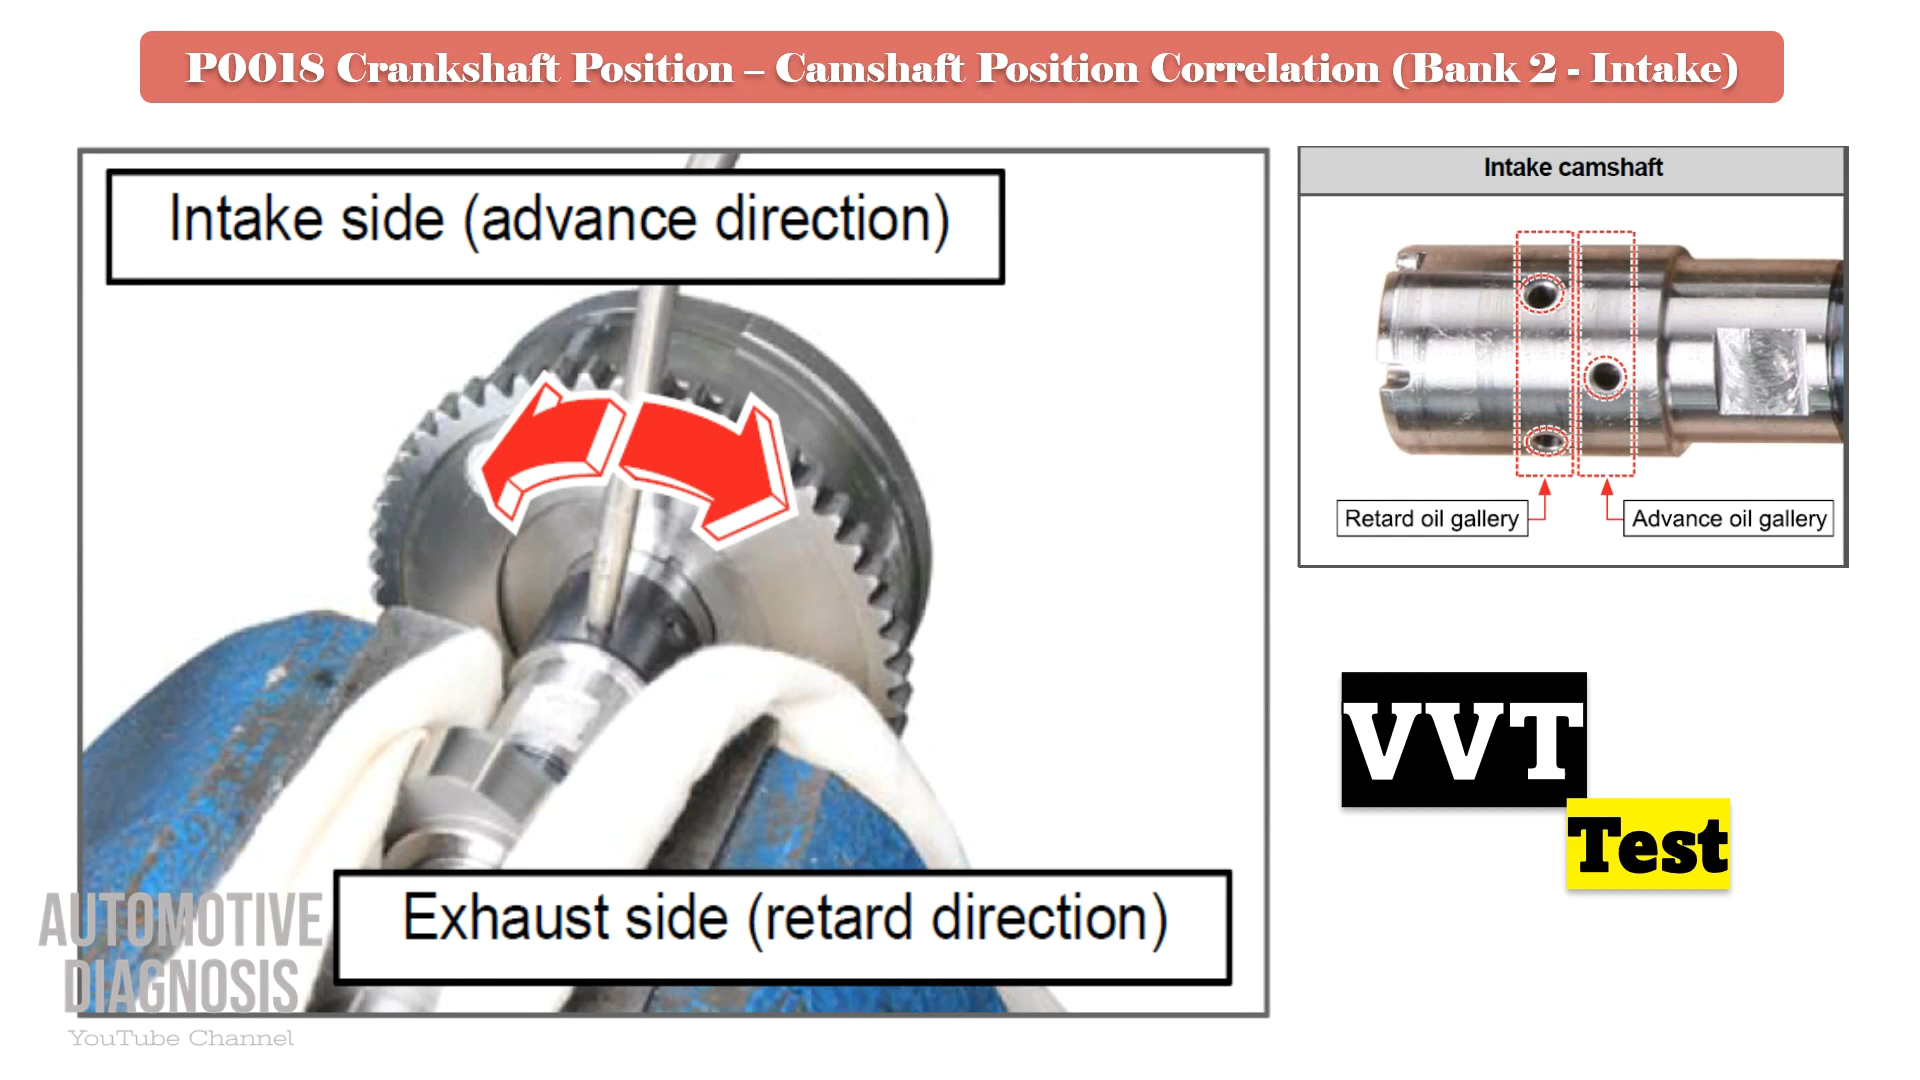 P0018 Crankshaft Position – Camshaft Position Correlation (Bank 2 - Intake)
Intake side (advance direction)
Intake camshaft
Retard oil gallery
Advance oil gallery
VVT
Test
Exhaust side (retard direction)
AUTOMOTIVE
DIAGNOSIS
YouTube Channel